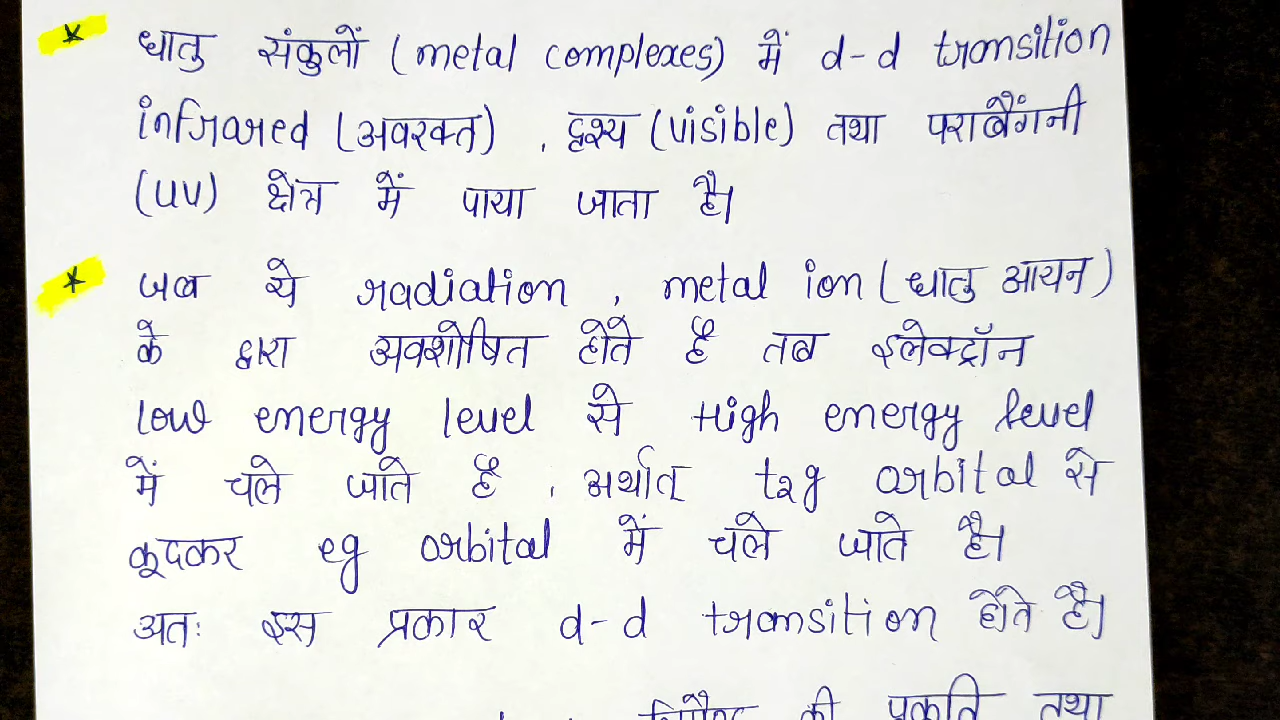 * धातु संकुलों (metal complexes) में d-d transition
infrared (अवरक्त) , दृश्य (visible) तथा पराबैंगनी
(UV) क्षेत्र में पाया जाता है।
* जब ये radiation , metal ion (धातु आयन)
के द्वारा अवशोषित होते है तब इलेक्ट्रॉन
low energy level से High energy level
में चले जाते है , अर्थात् t2g orbital से
कूदकर eg orbital में चले जाते है।
अतः इस प्रकार d-d transition होते है।
की प्रकृति तथा